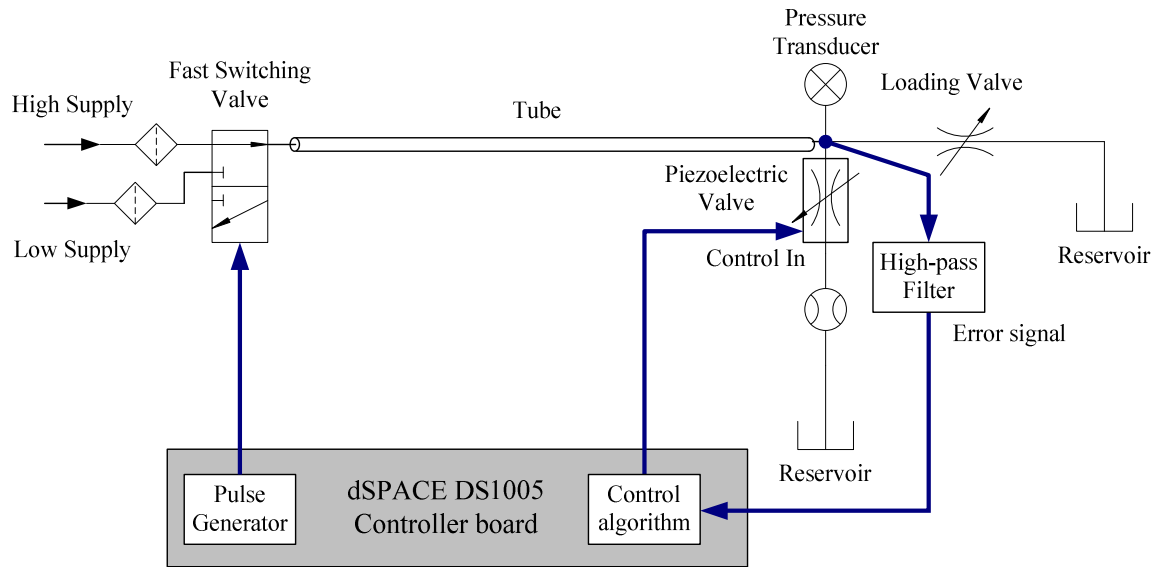 Pressure
Transducer
Fast Switching
Valve
Loading Valve
High Supply
Tube
Piezoelectric
Valve
Low Supply
Control In
Reservoir
High-pass
Filter
Error signal
Reservoir
dSPACE DS1005
Controller board
Pulse
Generator
Control
algorithm